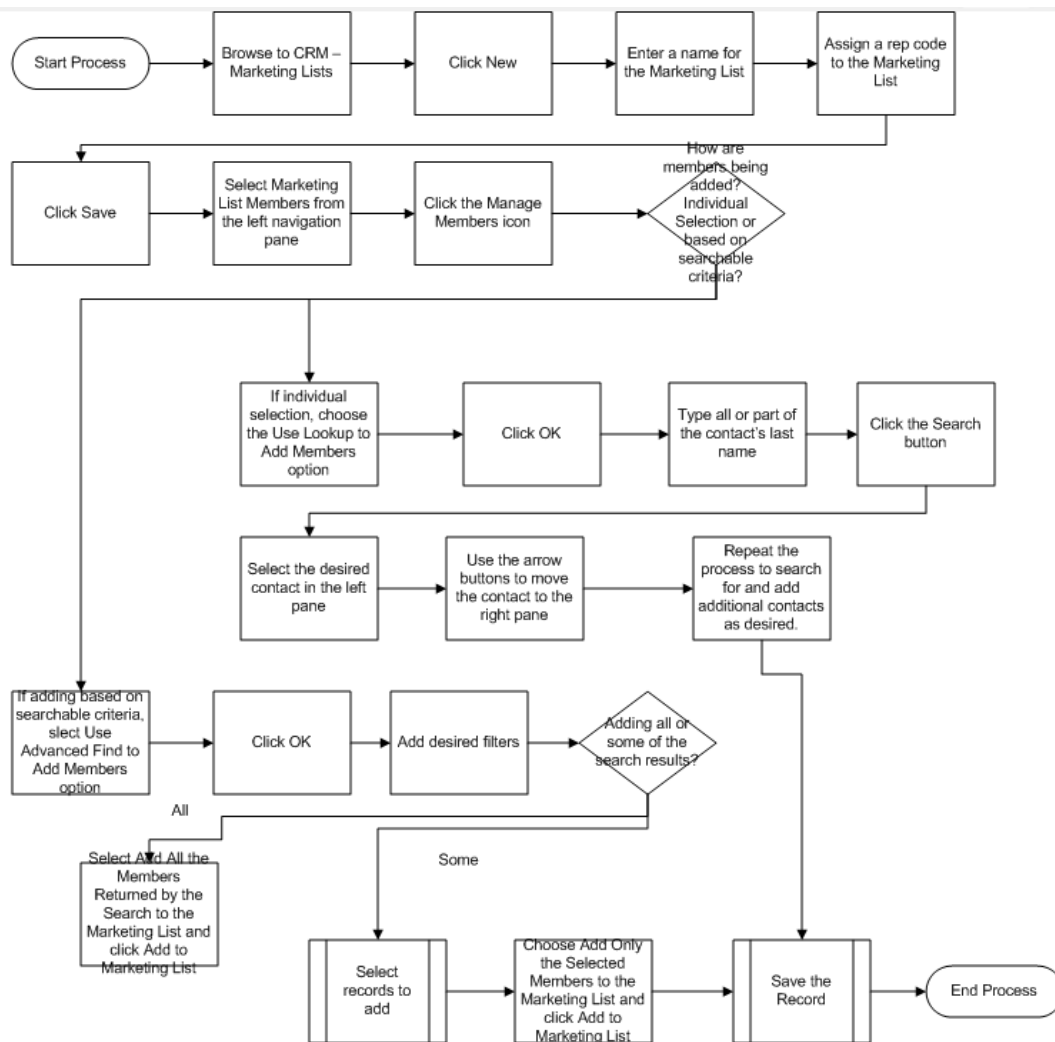 Start Process
Browse to CRM –
Marketing Lists
Click New
Enter a name for
the Marketing List
Assign a rep code
to the Marketing
List
Click Save
Select Marketing
List Members from
the left navigation
pane
Click the Manage
Members icon
How are
members being
added?
Individual
Selection or
based on
searchable
criteria?
If individual
selection, choose
the Use Lookup to
Add Members
option
Click OK
Type all or part of
the contact's last
name
Click the Search
button
Select the desired
contact in the left
pane
Use the arrow
buttons to move
the contact to the
right pane
Repeat the
process to search
for and add
additional contacts
as desired.
If adding based on
searchable criteria,
slect Use
Advanced Find to
Add Members
option
Click OK
Add desired filters
Adding all or
some of the
search results?
All
Some
Select Add All the
Members
Returned by the
Search to the
Marketing List and
click Add to
Marketing List
Select
records to
add
Choose Add Only
the Selected
Members to the
Marketing List and
click Add to
Marketing List
Save the
Record
End Process